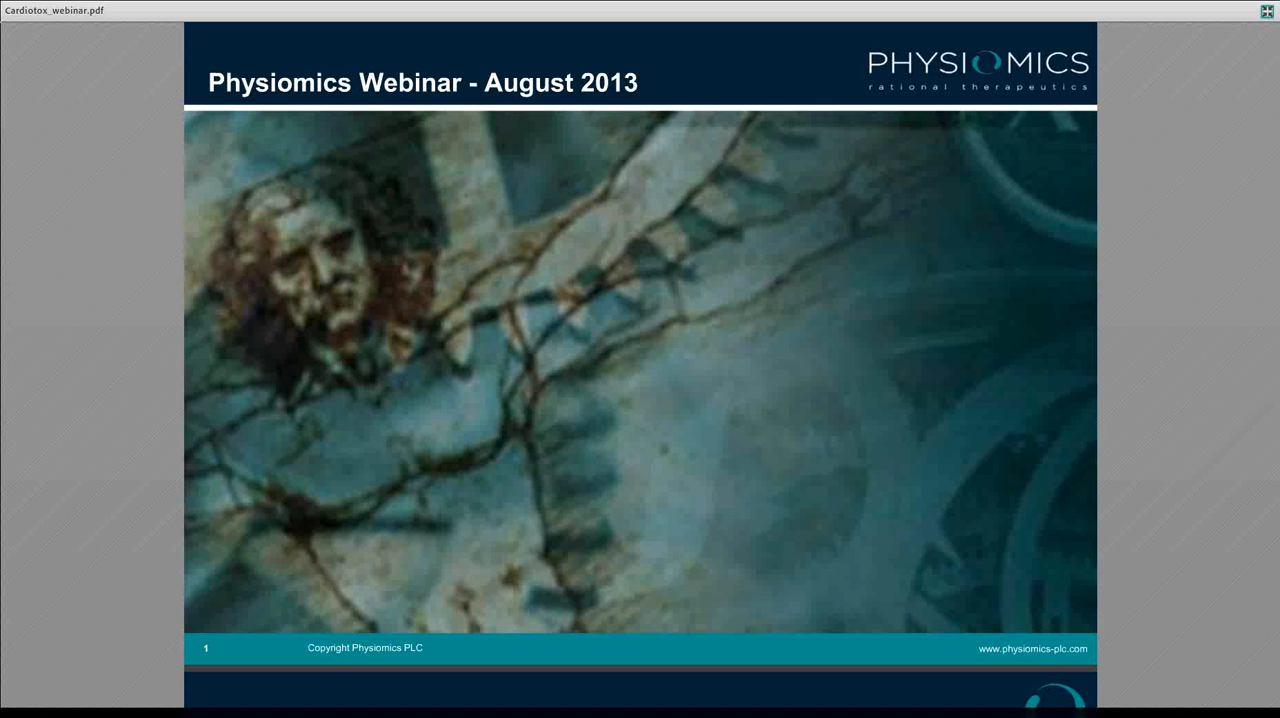 Cardiotox_webinar.pdf
Physiomics Webinar - August 2013
PHYSIOMICS
rational therapeutics
1
Copyright Physiomics PLC
www.physiomics-plc.com